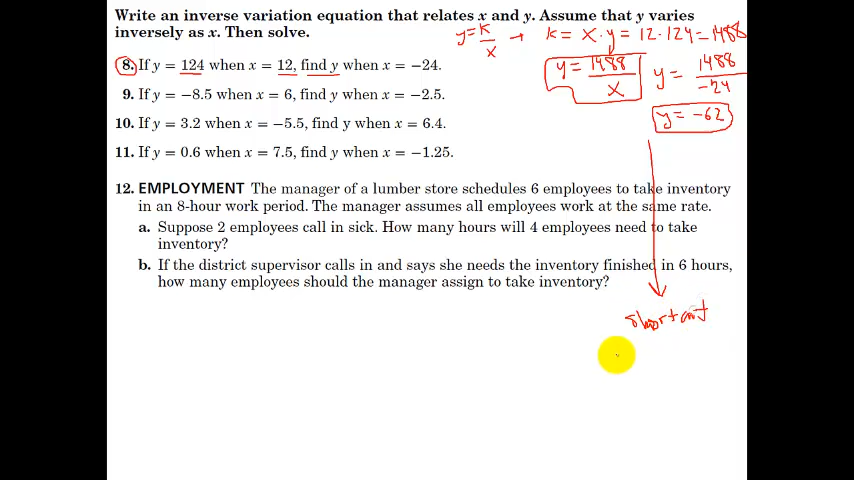 Write an inverse variation equation that relates x and y. Assume that y varies
inversely as x. Then solve.
y = k/x → k = x · y = 12 · 124 = 1488
8. If y = 124 when x = 12, find y when x = −24.
y = 1488/x
y = 1488/−24
9. If y = −8.5 when x = 6, find y when x = −2.5.
10. If y = 3.2 when x = −5.5, find y when x = 6.4.
y = −62
11. If y = 0.6 when x = 7.5, find y when x = −1.25.
12. EMPLOYMENT The manager of a lumber store schedules 6 employees to take inventory
in an 8-hour work period. The manager assumes all employees work at the same rate.
a. Suppose 2 employees call in sick. How many hours will 4 employees need to take
inventory?
b. If the district supervisor calls in and says she needs the inventory finished in 6 hours,
how many employees should the manager assign to take inventory?
shortcut